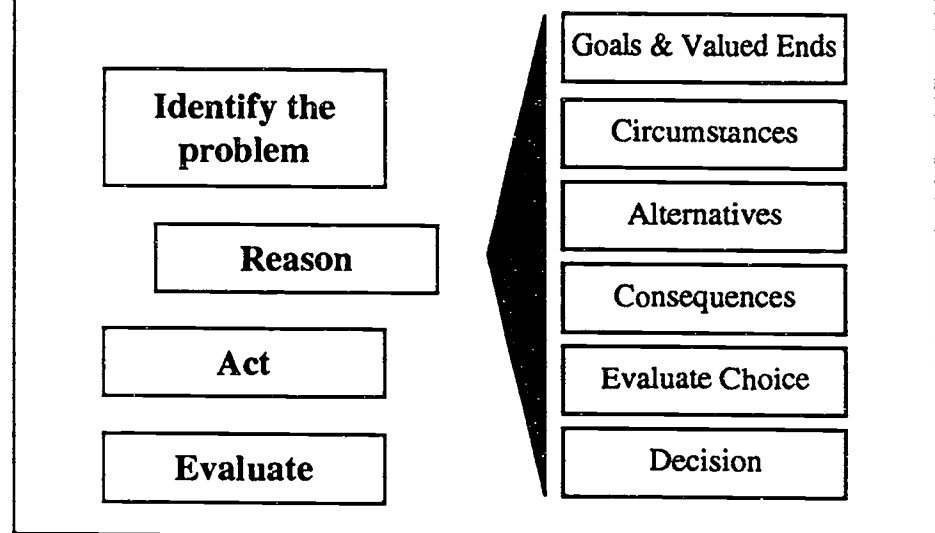 Identify the
problem
Reason
Act
Evaluate
Goals & Valued Ends
Circumstances
Alternatives
Consequences
Evaluate Choice
Decision